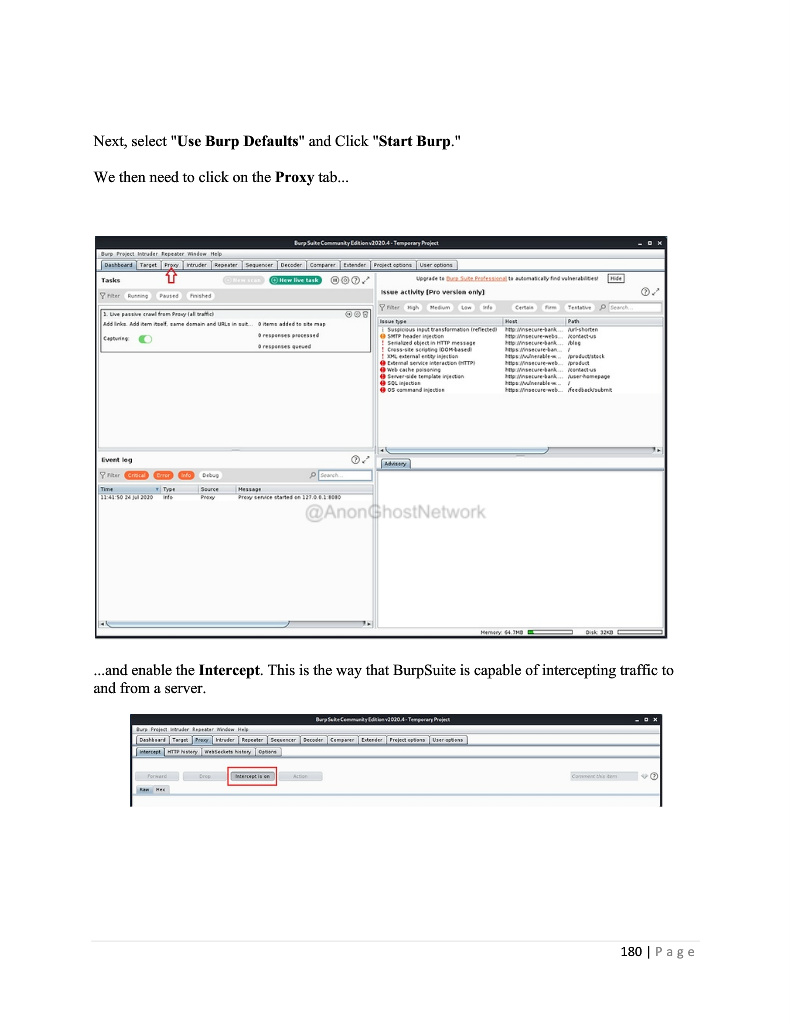 Next, select "Use Burp Defaults" and Click "Start Burp."
We then need to click on the Proxy tab...
Burp Suite Community Edition v2020.4 - Temporary Project
Burp Project Intruder Repeater Window Help
Dashboard Target Proxy Intruder Repeater Sequencer Decoder Comparer Extender Project options User options
Tasks
New scan New live task
Filter Running Paused Finished
1. Live passive crawl from Proxy (all traffic)
Add links. Add item itself, same domain and URLs in suit... 0 items added to site map
Capturing: 0 responses processed
0 responses queued
Upgrade to Burp Suite Professional to automatically find vulnerabilities! Hide
Issue activity [Pro version only]
Filter High Medium Low Info Certain Firm Tentative Search...
Issue type Host Path
Suspicious input transformation (reflected) http://insecure-bank... /url-shorten
SMTP header injection http://insecure-webs... /contact-us
Serialized object in HTTP message http://insecure-bank... /blog
Cross-site scripting (DOM-based) https://insecure-ban... /
XML external entity injection https://vulnerable-w... /product/stock
External service interaction (HTTP) https://insecure-web... /product
Web cache poisoning http://insecure-bank... /contact-us
Server-side template injection http://insecure-bank... /user-homepage
SQL injection https://vulnerable-w... /
OS command injection https://insecure-web... /feedback/submit
Event log
Filter Critical Error Info Debug Search...
Time Type Source Message
11:41:50 24 Jul 2020 Info Proxy Proxy service started on 127.0.0.1:8080
Advisory
@AnonGhostNetwork
Memory: 64.7MB Disk: 32KB
...and enable the Intercept. This is the way that BurpSuite is capable of intercepting traffic to
and from a server.
Burp Suite Community Edition v2020.4 - Temporary Project
Burp Project Intruder Repeater Window Help
Dashboard Target Proxy Intruder Repeater Sequencer Decoder Comparer Extender Project options User options
Intercept HTTP history WebSockets history Options
Forward Drop Intercept is on Action Comment this item
Raw Hex
180 | Page